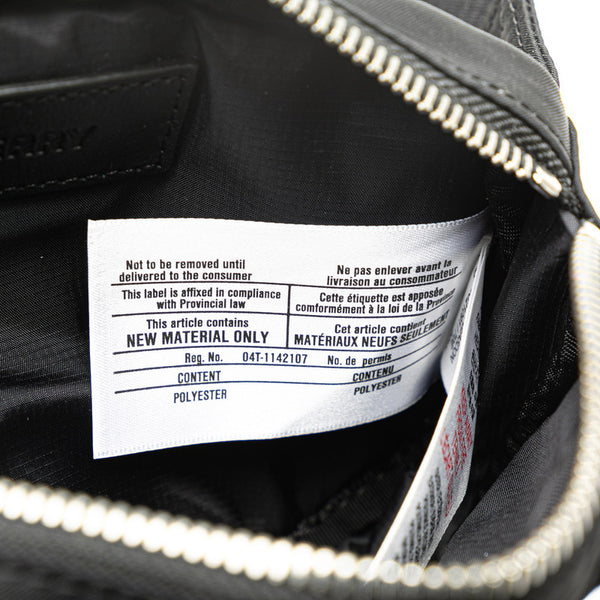 Not to be removed until
delivered to the consumer
Ne pas enlever avant la
livraison au consommateur
This label is affixed in compliance
with Provincial law
Cette étiquette est apposée
conformément à la loi de la Province
This article contains
NEW MATERIAL ONLY
Cet article contient
MATÉRIAUX NEUFS SEULEMENT
Reg. No. 04T-1142107 No. de permis
CONTENT
CONTENU
POLYESTER
POLYESTER